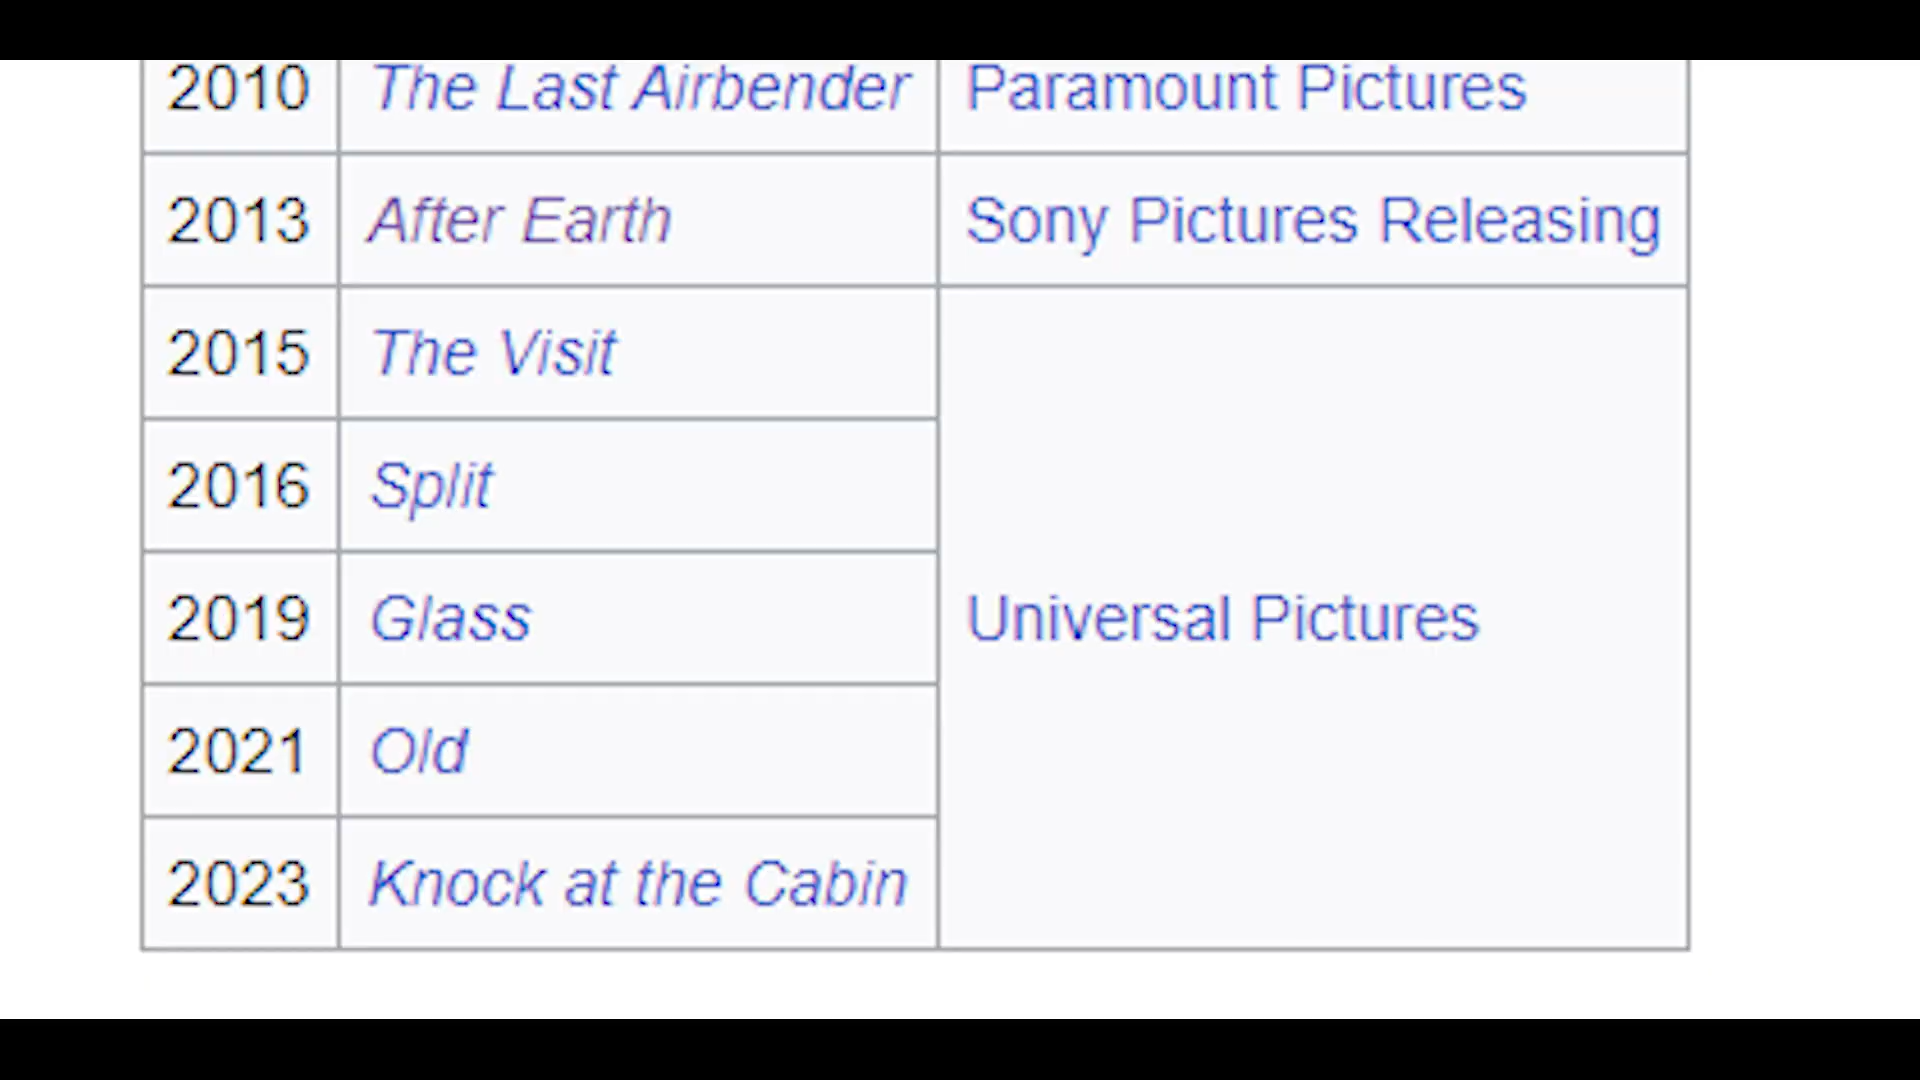 2010 The Last Airbender Paramount Pictures
2013 After Earth Sony Pictures Releasing
2015 The Visit
2016 Split
2019 Glass Universal Pictures
2021 Old
2023 Knock at the Cabin